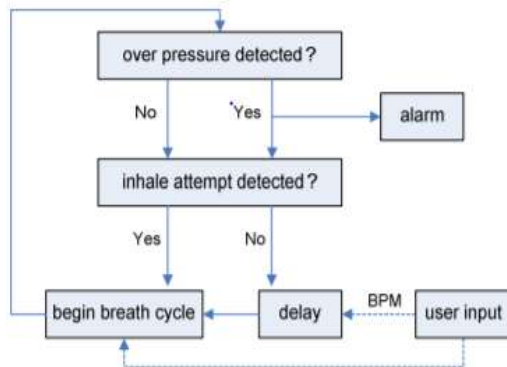 over pressure detected?
No
Yes
alarm
inhale attempt detected?
Yes
No
BPM
begin breath cycle
delay
user input